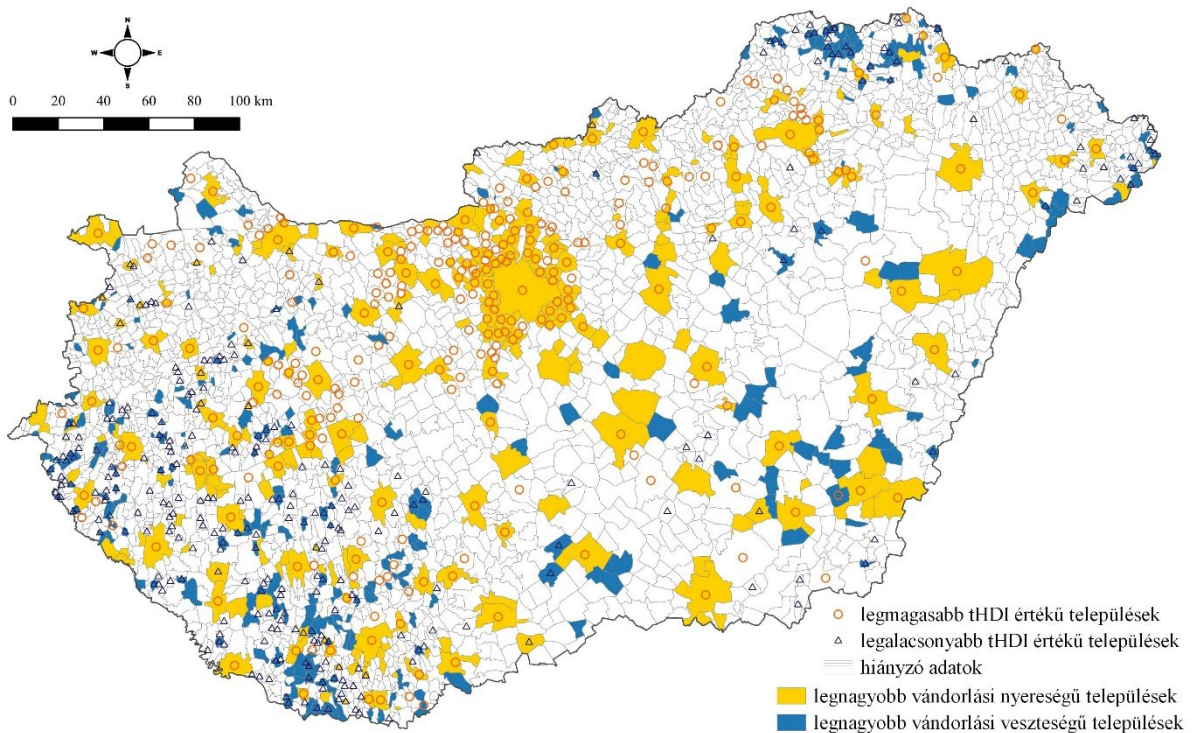 N
W E
S
0 20 40 60 80 100 km
legmagasabb tHDI értékű települések
legalacsonyabb tHDI értékű települések
hiányzó adatok
legnagyobb vándorlási nyereségű települések
legnagyobb vándorlási veszteségű települések